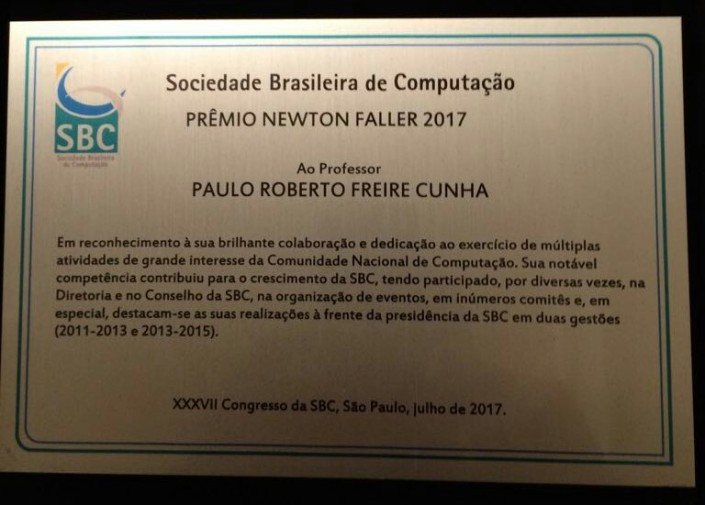 Sociedade Brasileira de Computação
PRÊMIO NEWTON FALLER 2017
SBC
Sociedade Brasileira
de Computação
Ao Professor
PAULO ROBERTO FREIRE CUNHA
Em reconhecimento à sua brilhante colaboração e dedicação ao exercício de múltiplas
atividades de grande interesse da Comunidade Nacional de Computação. Sua notável
competência contribuiu para o crescimento da SBC, tendo participado, por diversas vezes, na
Diretoria e no Conselho da SBC, na organização de eventos, em inúmeros comitês e, em
especial, destacam-se as suas realizações à frente da presidência da SBC em duas gestões
(2011-2013 e 2013-2015).
XXXVII Congresso da SBC, São Paulo, julho de 2017.